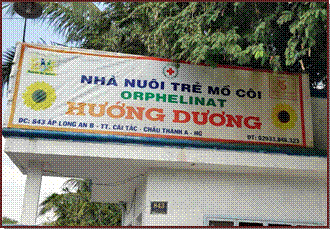 NHÀ NUÔI TRẺ MỒ CÔI
ORPHELINAT
HƯỚNG DƯƠNG
ĐC: 843 ẤP LONG AN B - TT. CÁI TẮC - CHÂU THÀNH A - HG
ĐT: 02933.846.323
843